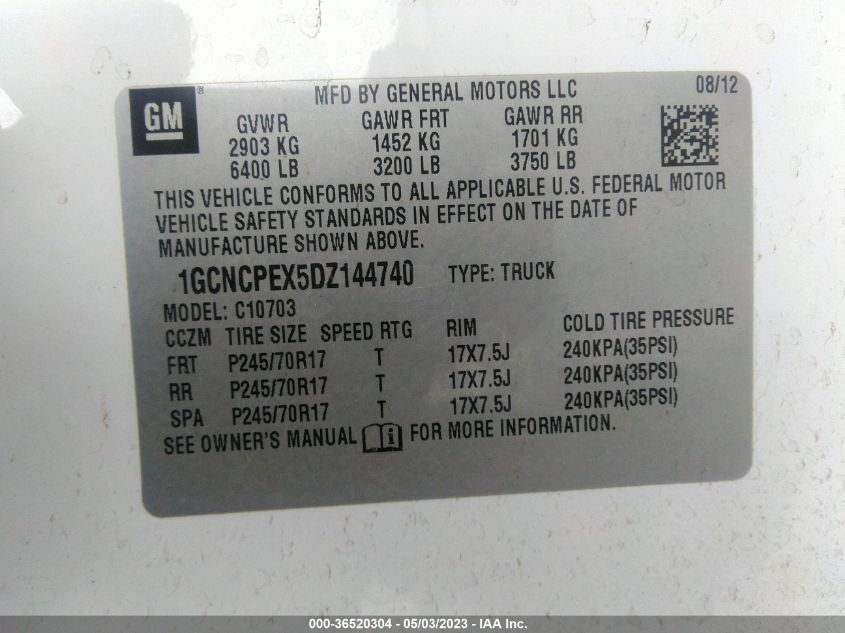 GM ® MFD BY GENERAL MOTORS LLC 08/12
GVWR GAWR FRT GAWR RR
2903 KG 1452 KG 1701 KG
6400 LB 3200 LB 3750 LB
THIS VEHICLE CONFORMS TO ALL APPLICABLE U.S. FEDERAL MOTOR
VEHICLE SAFETY STANDARDS IN EFFECT ON THE DATE OF
MANUFACTURE SHOWN ABOVE.
1GCNCPEX5DZ144740 TYPE: TRUCK
MODEL: C10703
CCZM TIRE SIZE SPEED RTG RIM COLD TIRE PRESSURE
FRT P245/70R17 T 17X7.5J 240KPA(35PSI)
RR P245/70R17 T 17X7.5J 240KPA(35PSI)
SPA P245/70R17 T 17X7.5J 240KPA(35PSI)
SEE OWNER'S MANUAL i FOR MORE INFORMATION.
000-36520304 - 05/03/2023 - IAA Inc.